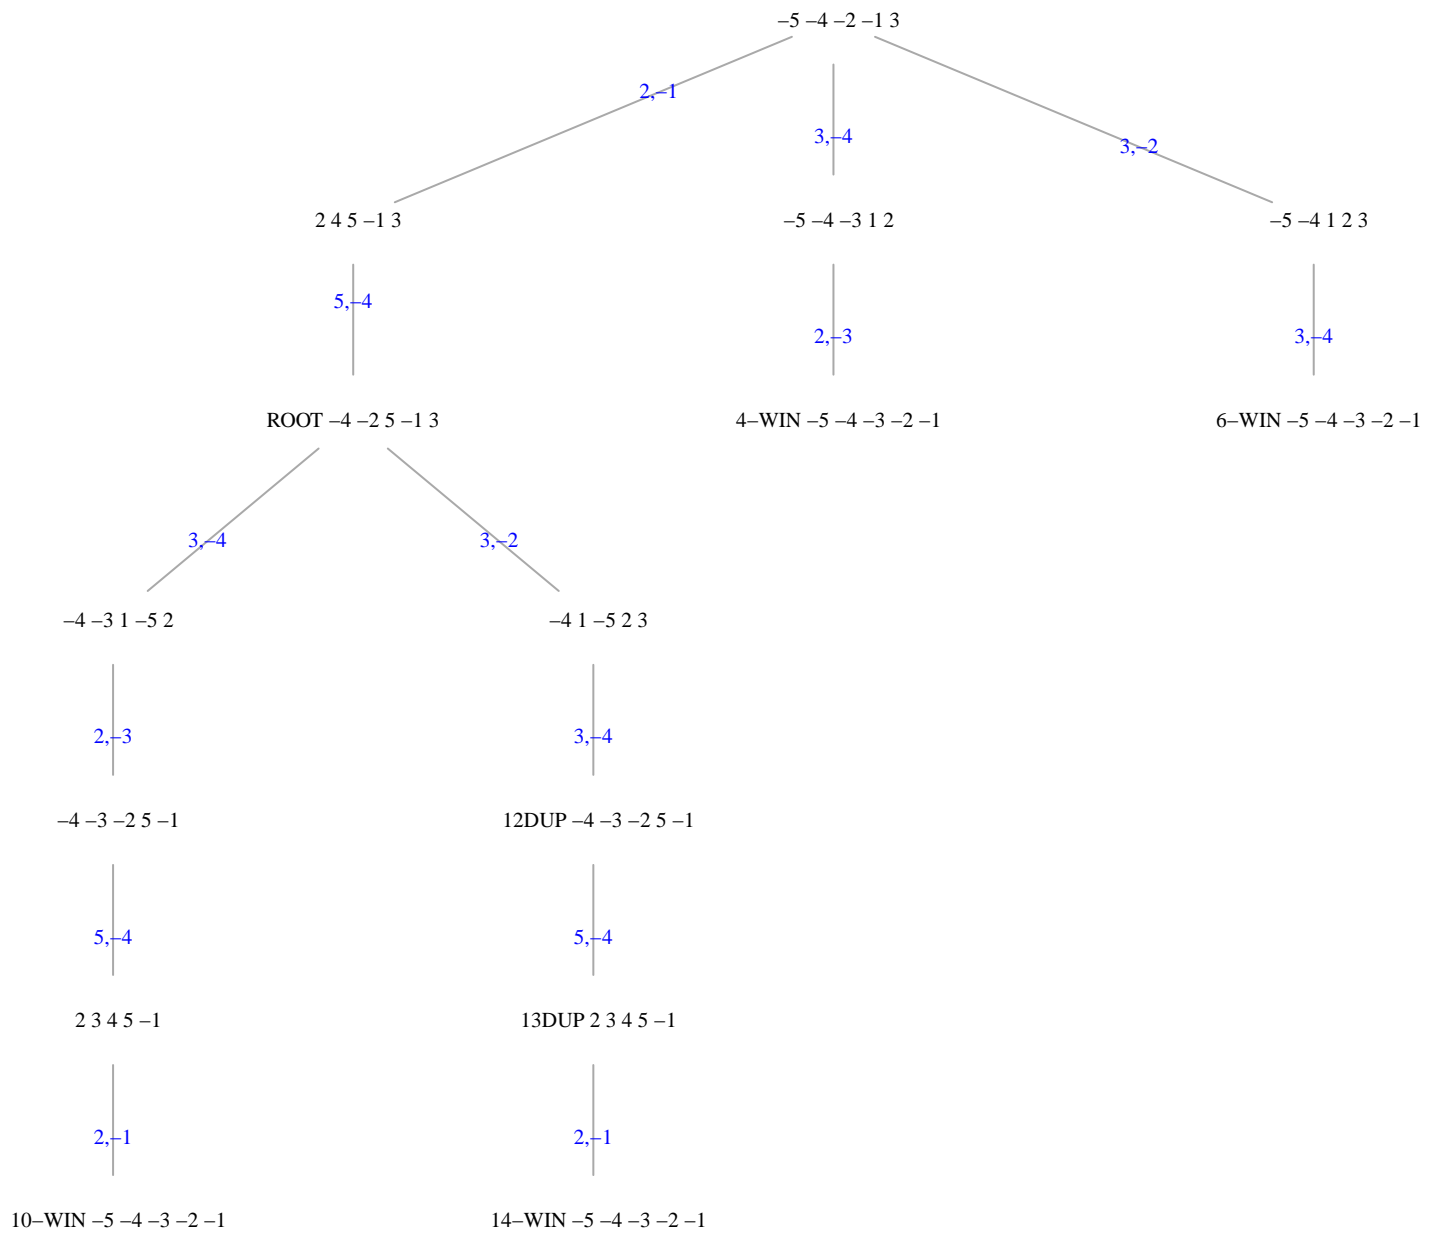 −5 −4 −2 −1 3
2,−1
3,−4
3,−2
2 4 5 −1 3
−5 −4 −3 1 2
−5 −4 1 2 3
5,−4
2,−3
3,−4
ROOT −4 −2 5 −1 3
4−WIN −5 −4 −3 −2 −1
6−WIN −5 −4 −3 −2 −1
3,−4
3,−2
−4 −3 1 −5 2
−4 1 −5 2 3
2,−3
3,−4
−4 −3 −2 5 −1
12DUP −4 −3 −2 5 −1
5,−4
5,−4
2 3 4 5 −1
13DUP 2 3 4 5 −1
2,−1
2,−1
10−WIN −5 −4 −3 −2 −1
14−WIN −5 −4 −3 −2 −1